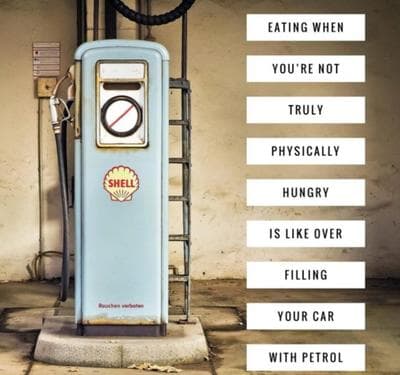 EATING WHEN
YOU'RE NOT
TRULY
PHYSICALLY
HUNGRY
IS LIKE OVER
FILLING
YOUR CAR
WITH PETROL
SHELL
Rauchen verboten